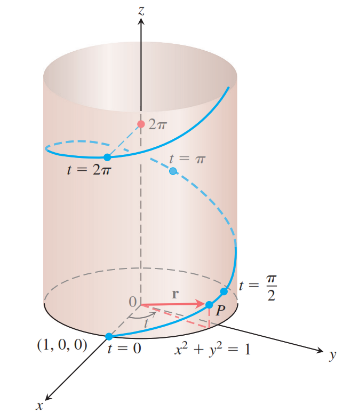 z
2π
t = π
t = 2π
t = π/2
r
0
P
t
(1, 0, 0)
t = 0
x² + y² = 1
y
x